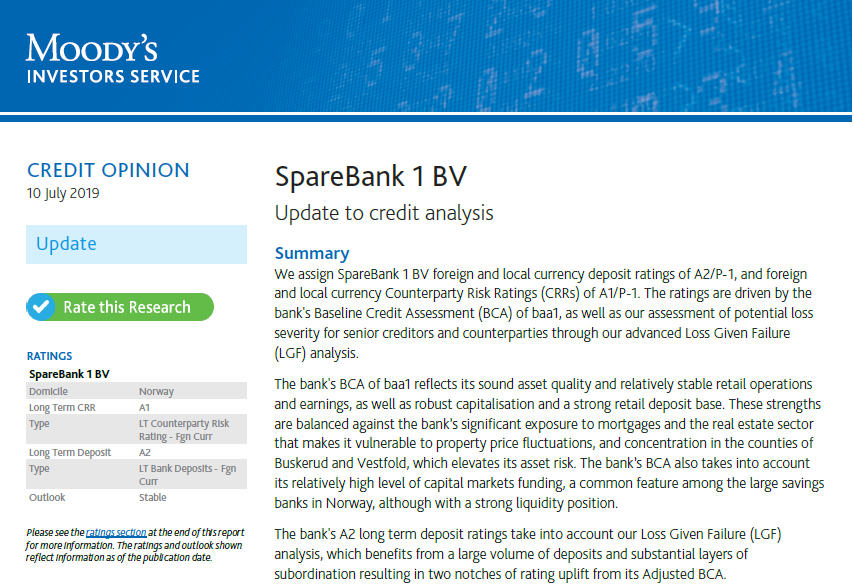 MOODY'S
INVESTORS SERVICE
CREDIT OPINION
10 July 2019
Update
Rate this Research
RATINGS
SpareBank 1 BV
Domicile Norway
Long Term CRR A1
Type LT Counterparty Risk
Rating - Fgn Curr
Long Term Deposit A2
Type LT Bank Deposits - Fgn
Curr
Outlook Stable
Please see the ratings section at the end of this report
for more information. The ratings and outlook shown
reflect information as of the publication date.
SpareBank 1 BV
Update to credit analysis
Summary
We assign SpareBank 1 BV foreign and local currency deposit ratings of A2/P-1, and foreign
and local currency Counterparty Risk Ratings (CRRs) of A1/P-1. The ratings are driven by the
bank's Baseline Credit Assessment (BCA) of baa1, as well as our assessment of potential loss
severity for senior creditors and counterparties through our advanced Loss Given Failure
(LGF) analysis.
The bank's BCA of baa1 reflects its sound asset quality and relatively stable retail operations
and earnings, as well as robust capitalisation and a strong retail deposit base. These strengths
are balanced against the bank's significant exposure to mortgages and the real estate sector
that makes it vulnerable to property price fluctuations, and concentration in the counties of
Buskerud and Vestfold, which elevates its asset risk. The bank's BCA also takes into account
its relatively high level of capital markets funding, a common feature among the large savings
banks in Norway, although with a strong liquidity position.
The bank's A2 long term deposit ratings take into account our Loss Given Failure (LGF)
analysis, which benefits from a large volume of deposits and substantial layers of
subordination resulting in two notches of rating uplift from its Adjusted BCA.